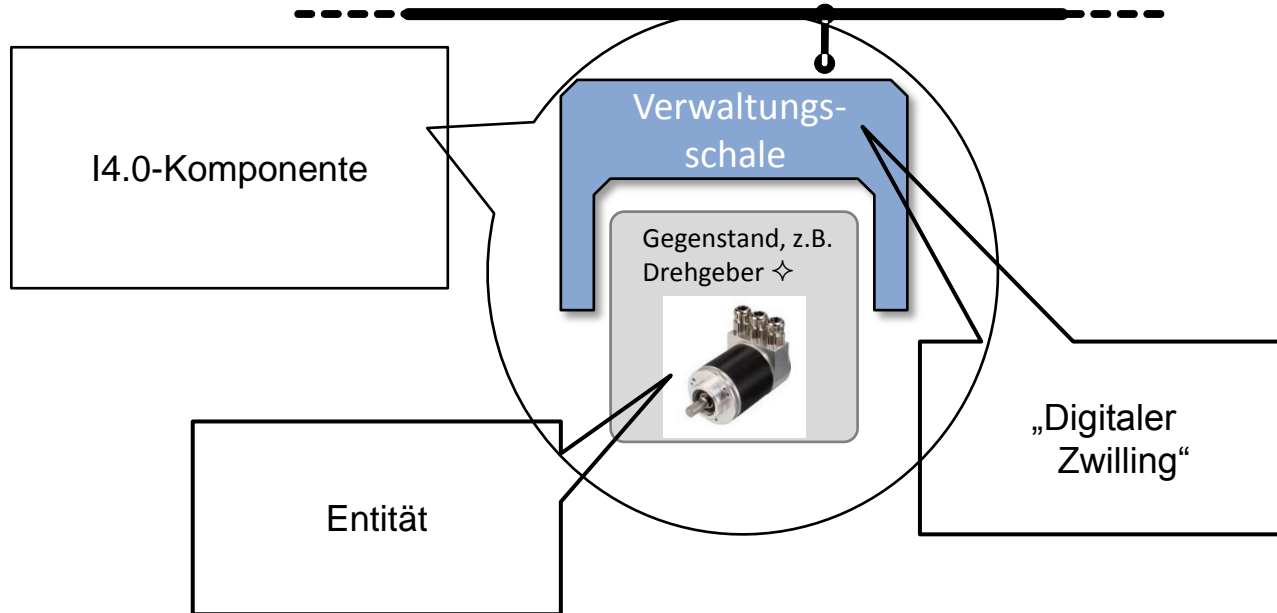 Verwaltungs-
schale
I4.0-Komponente
Gegenstand, z.B.
Drehgeber ✧
„Digitaler
Zwilling“
Entität